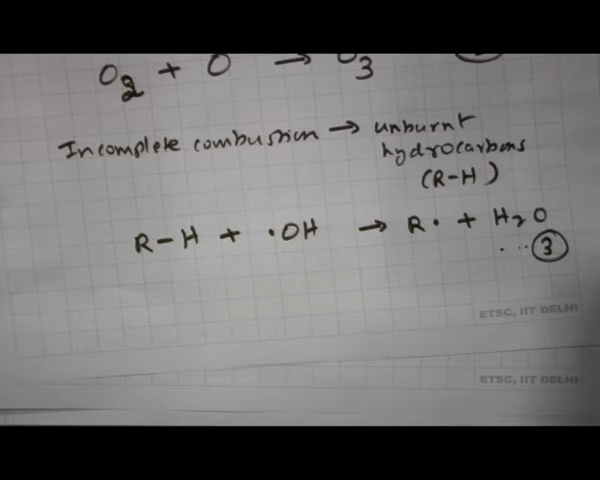 O2 + O → O3
Incomplete combustion → unburnt
hydrocarbons
(R-H)
R-H + ·OH → R· + H2O
... ③
ETSC, IIT DELHI
ETSC, IIT DELHI